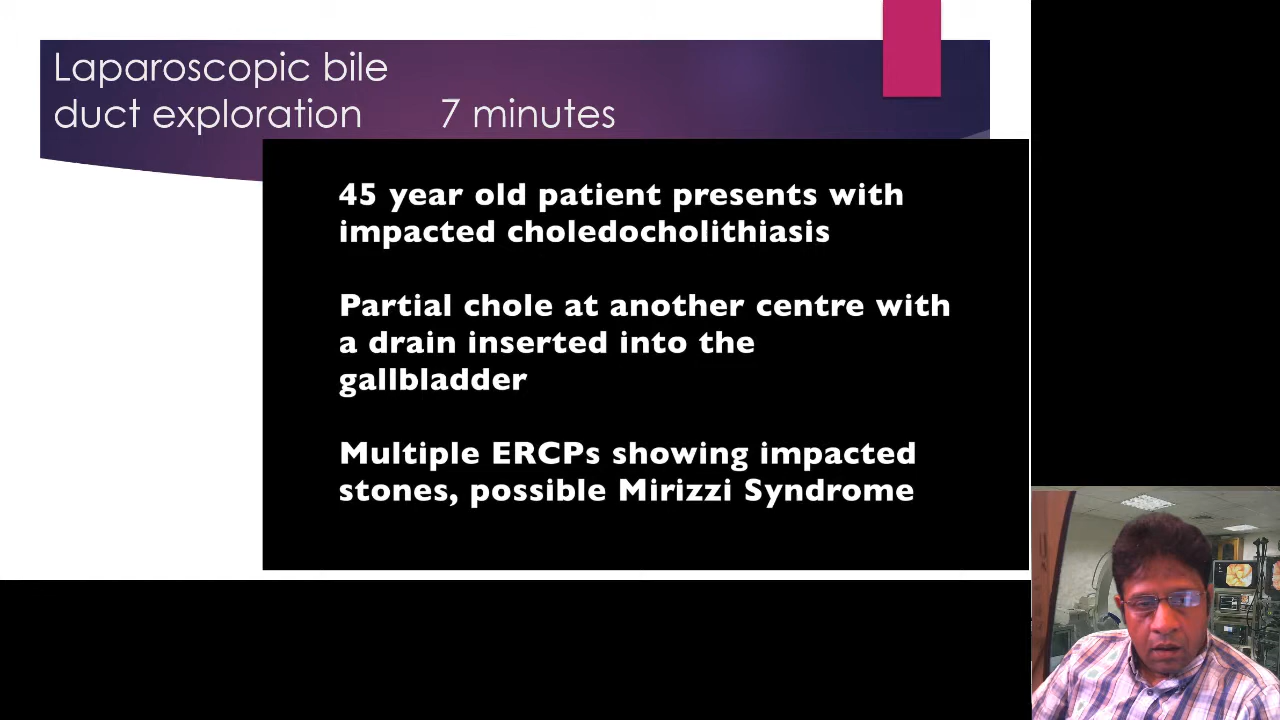 Laparoscopic bile
duct exploration 7 minutes
45 year old patient presents with
impacted choledocholithiasis
Partial chole at another centre with
a drain inserted into the
gallbladder
Multiple ERCPs showing impacted
stones, possible Mirizzi Syndrome